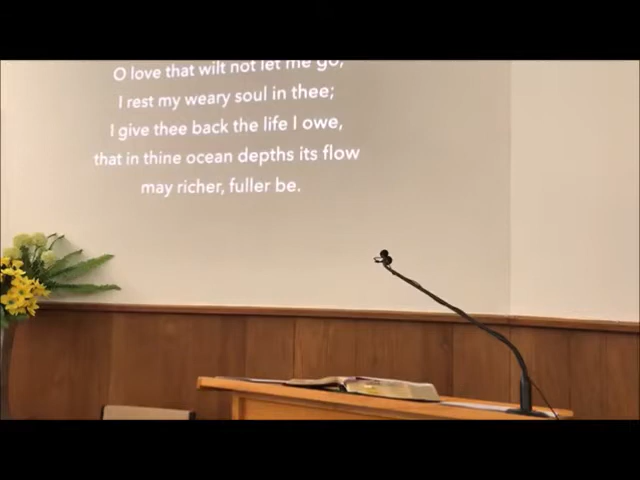 O love that wilt not let me go,
I rest my weary soul in thee;
I give thee back the life I owe,
that in thine ocean depths its flow
may richer, fuller be.